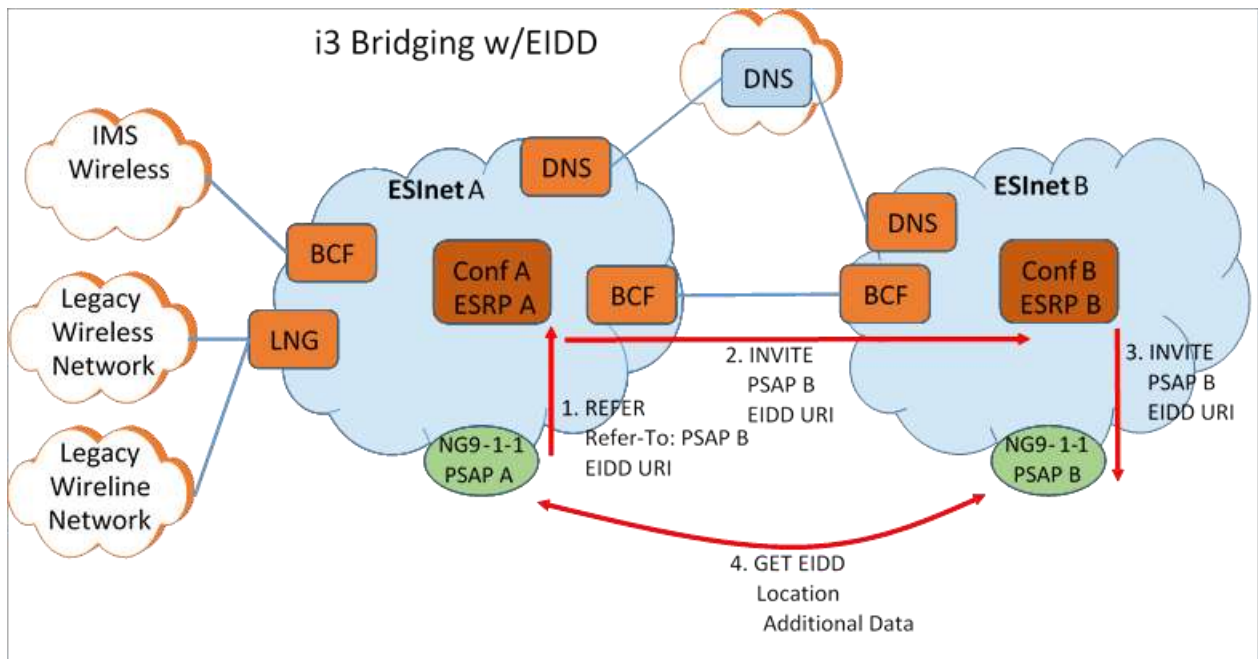 i3 Bridging w/EIDD
DNS
IMS
Wireless
DNS
ESInet A
ESInet B
DNS
BCF
Conf A
ESRP A
BCF
BCF
Conf B
ESRP B
Legacy
Wireless
Network
LNG
2. INVITE
PSAP B
EIDD URI
3. INVITE
PSAP B
EIDD URI
1. REFER
Refer-To: PSAP B
EIDD URI
NG9-1-1
PSAP A
NG9-1-1
PSAP B
Legacy
Wireline
Network
4. GET EIDD
Location
Additional Data